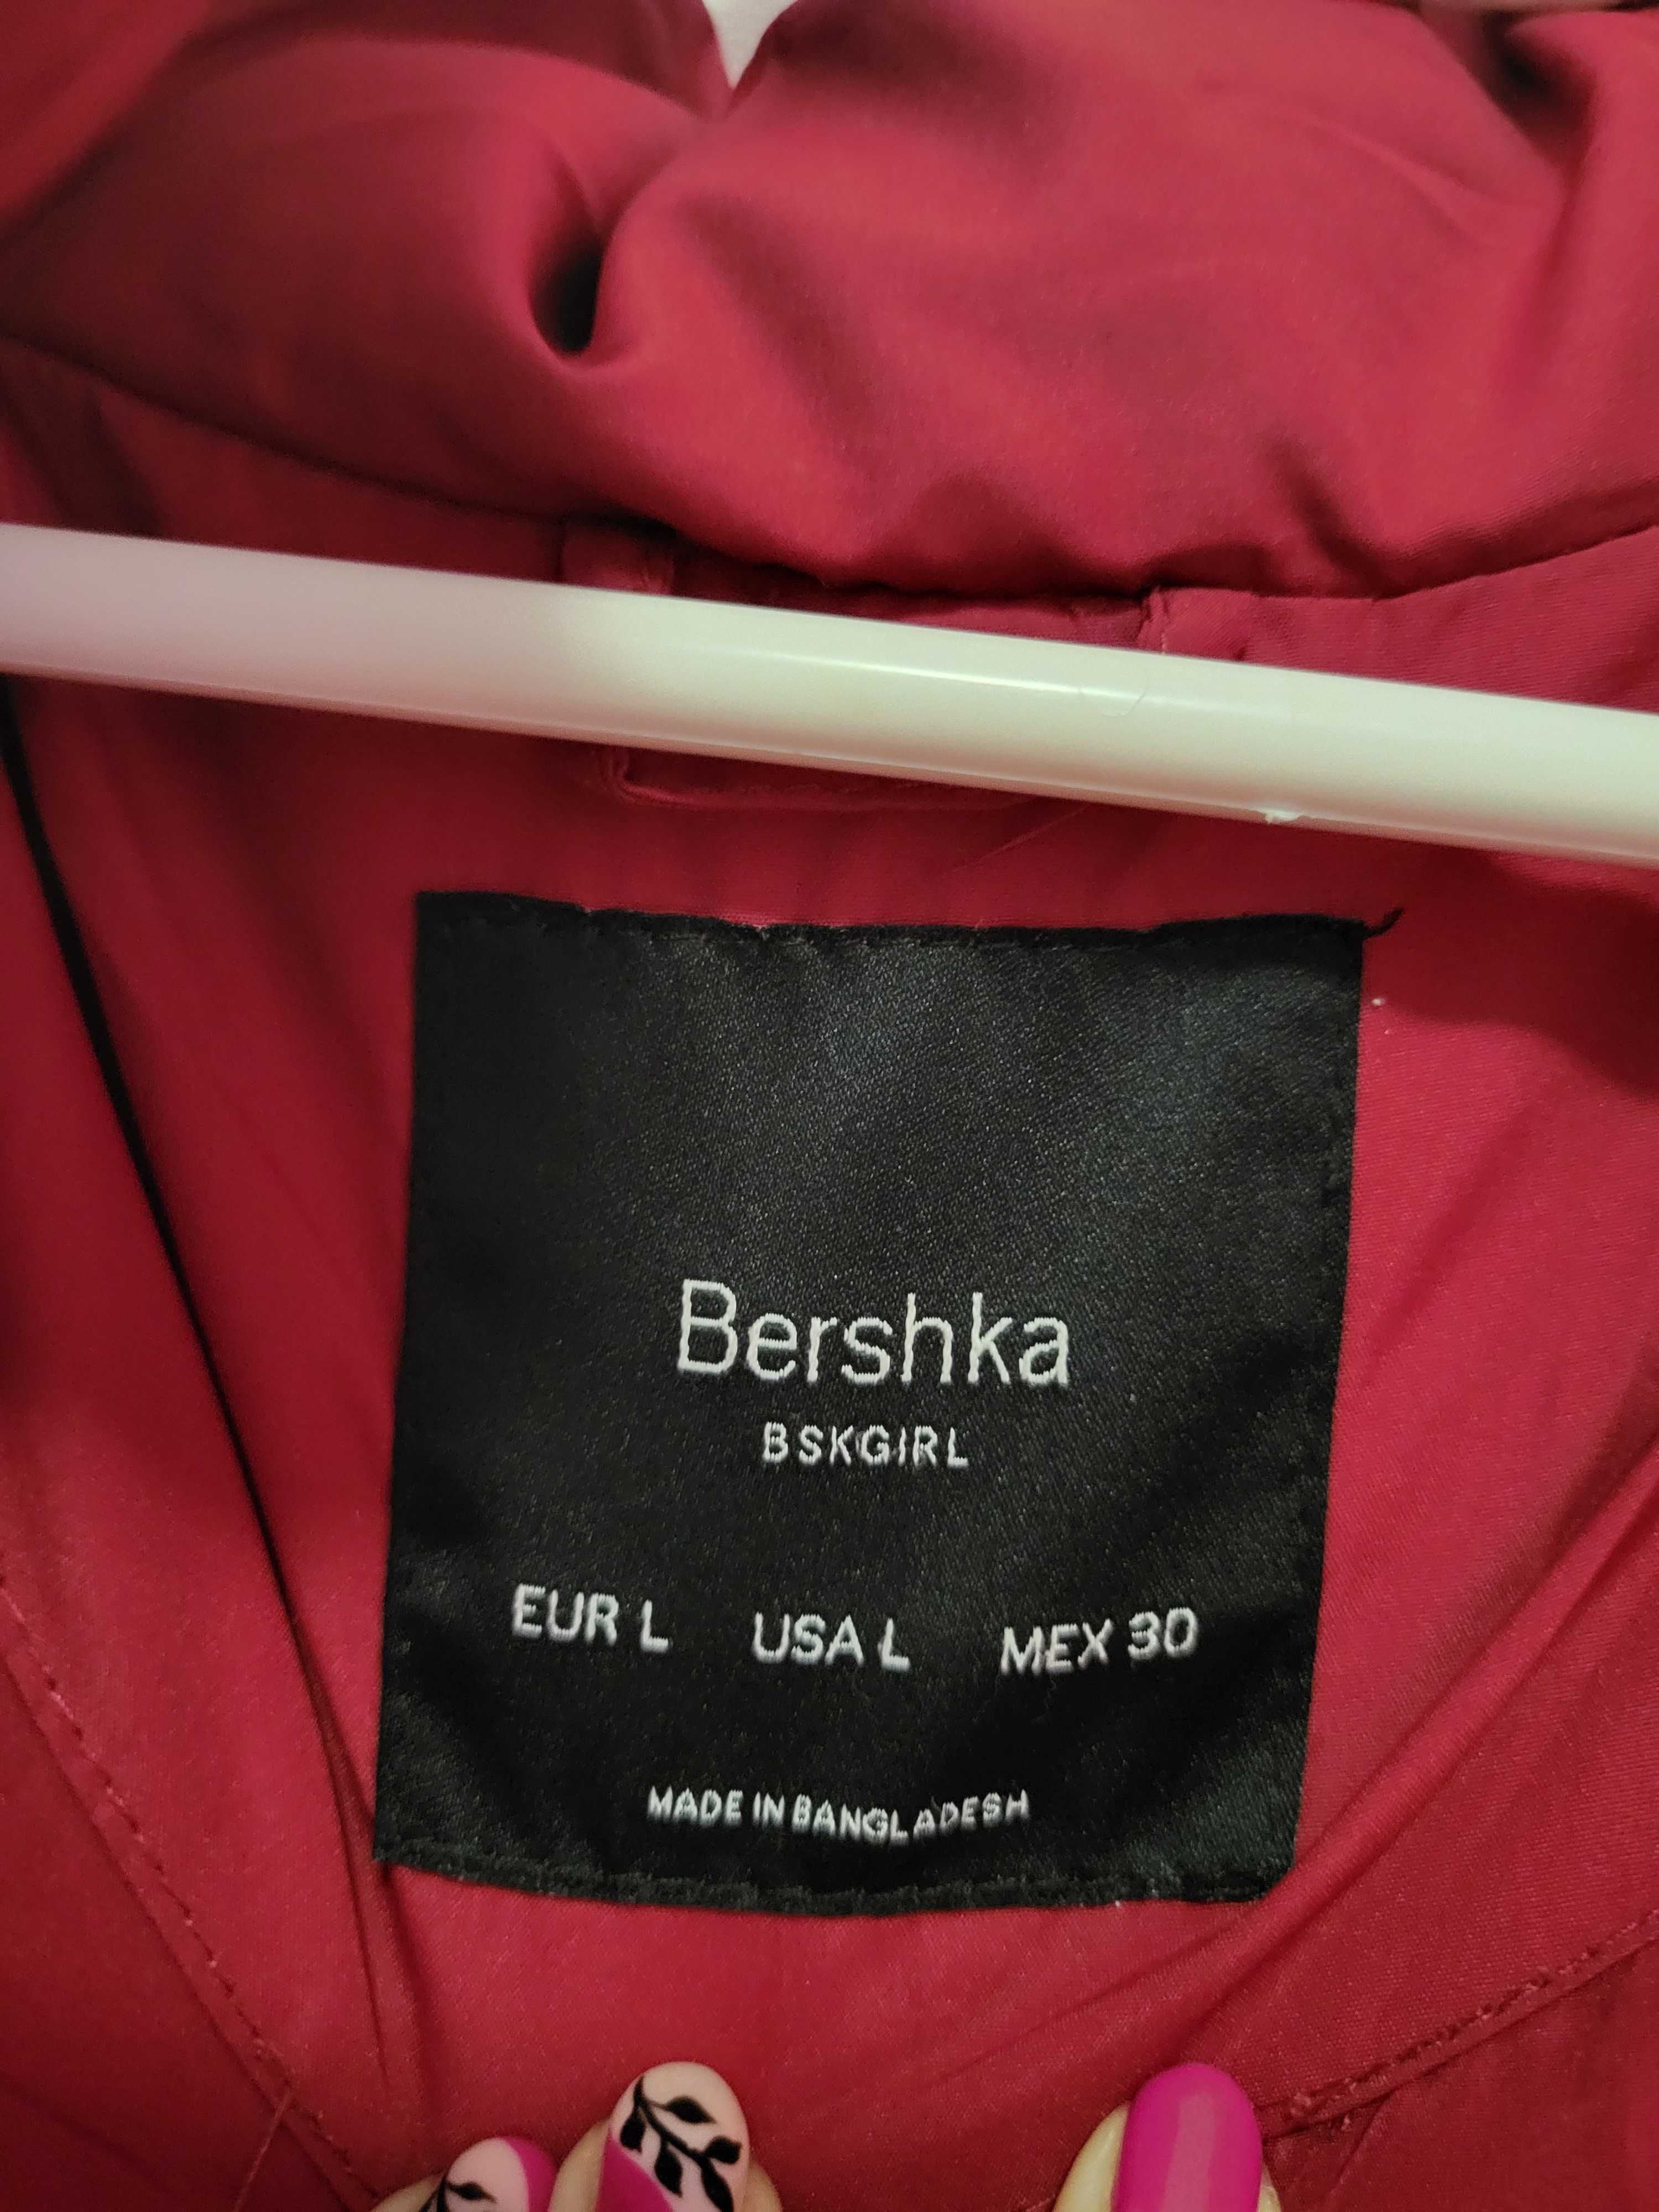 Bershka
BSKGIRL
EUR L USA L MEX 30
MADE IN BANGLADESH